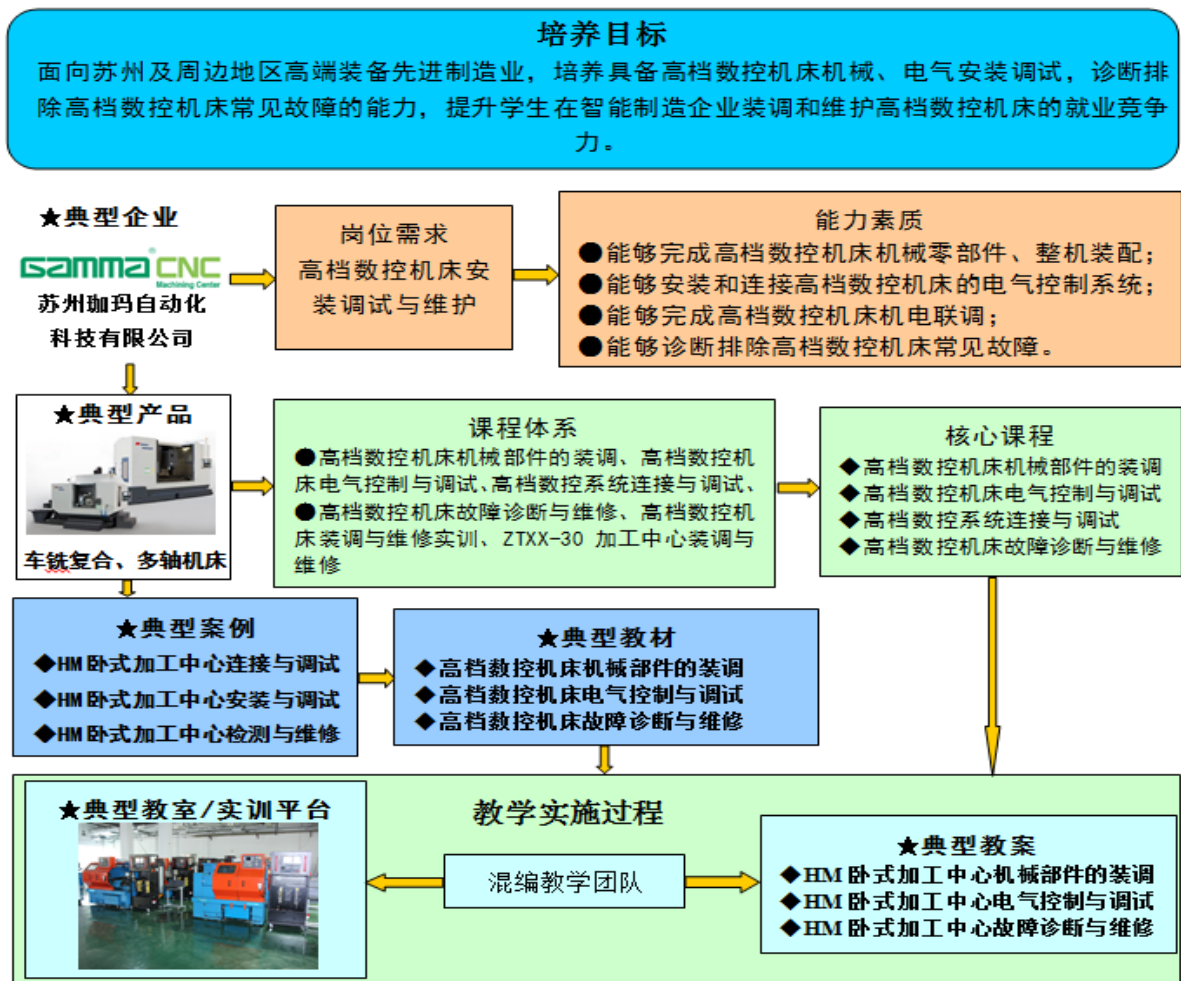 培养目标
面向苏州及周边地区高端装备先进制造业，培养具备高档数控机床机械、电气安装调试，诊断排
除高档数控机床常见故障的能力，提升学生在智能制造企业装调和维护高档数控机床的就业竞争
力。
★典型企业
GammaCNC®
Machining Center
苏州珈玛自动化
科技有限公司
岗位需求
高档数控机床安
装调试与维护
能力素质
●能够完成高档数控机床机械零部件、整机装配；
●能够安装和连接高档数控机床的电气控制系统；
●能够完成高档数控机床机电联调；
●能够诊断排除高档数控机床常见故障。
★典型产品
车铣复合、多轴机床
课程体系
●高档数控机床机械部件的装调、高档数控机
床电气控制与调试、高档数控系统连接与调试、
●高档数控机床故障诊断与维修、高档数控机
床装调与维修实训、ZTXX-30 加工中心装调与
维修
核心课程
◆高档数控机床机械部件的装调
◆高档数控机床电气控制与调试
◆高档数控系统连接与调试
◆高档数控机床故障诊断与维修
★典型案例
◆HM 卧式加工中心连接与调试
◆HM 卧式加工中心安装与调试
◆HM 卧式加工中心检测与维修
★典型教材
◆高档数控机床机械部件的装调
◆高档数控机床电气控制与调试
◆高档数控机床故障诊断与维修
教学实施过程
★典型教室/实训平台
混编教学团队
★典型教案
◆HM 卧式加工中心机械部件的装调
◆HM 卧式加工中心电气控制与调试
◆HM 卧式加工中心故障诊断与维修